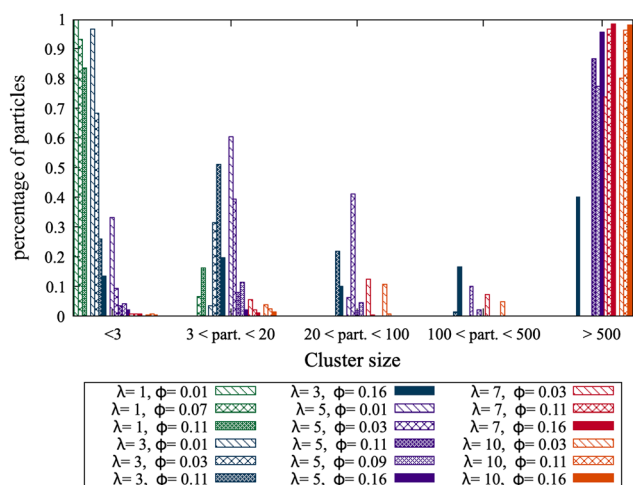 percentage of particles
1
0.9
0.8
0.7
0.6
0.5
0.4
0.3
0.2
0.1
0
<3 3 < part. < 20 20 < part. < 100 100 < part. < 500 > 500
Cluster size
λ= 1, ϕ= 0.01 λ= 3, ϕ= 0.16 λ= 7, ϕ= 0.03
λ= 1, ϕ= 0.07 λ= 5, ϕ= 0.01 λ= 7, ϕ= 0.11
λ= 1, ϕ= 0.11 λ= 5, ϕ= 0.03 λ= 7, ϕ= 0.16
λ= 3, ϕ= 0.01 λ= 5, ϕ= 0.11 λ= 10, ϕ= 0.03
λ= 3, ϕ= 0.03 λ= 5, ϕ= 0.09 λ= 10, ϕ= 0.11
λ= 3, ϕ= 0.11 λ= 5, ϕ= 0.16 λ= 10, ϕ= 0.16